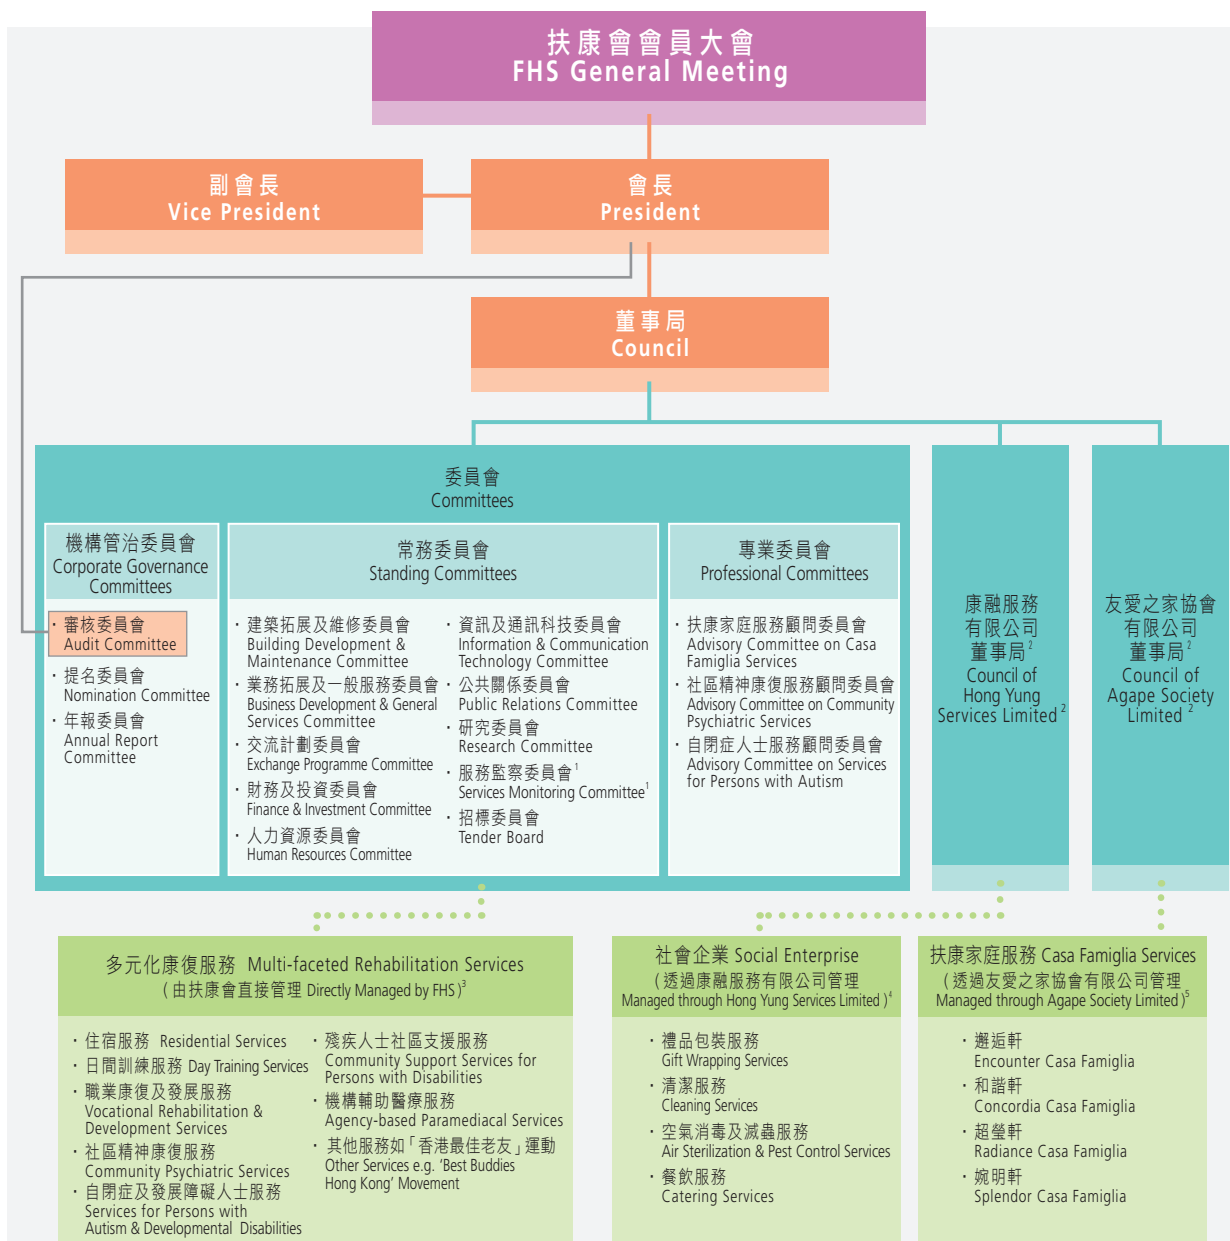 扶康會會員大會
FHS General Meeting
副會長
Vice President
會長
President
董事局
Council
委員會
Committees
機構管治委員會
Corporate Governance
Committees
・審核委員會
Audit Committee
・提名委員會
Nomination Committee
・年報委員會
Annual Report
Committee
常務委員會
Standing Committees
・建築拓展及維修委員會
Building Development &
Maintenance Committee
・業務拓展及一般服務委員會
Business Development & General
Services Committee
・交流計劃委員會
Exchange Programme Committee
・財務及投資委員會
Finance & Investment Committee
・人力資源委員會
Human Resources Committee
・資訊及通訊科技委員會
Information & Communication
Technology Committee
・公共關係委員會
Public Relations Committee
・研究委員會
Research Committee
・服務監察委員會¹
Services Monitoring Committee¹
・招標委員會
Tender Board
專業委員會
Professional Committees
・扶康家庭服務顧問委員會
Advisory Committee on Casa
Famiglia Services
・社區精神康復服務顧問委員會
Advisory Committee on Community
Psychiatric Services
・自閉症人士服務顧問委員會
Advisory Committee on Services
for Persons with Autism
康融服務
有限公司
董事局²
Council of
Hong Yung
Services Limited²
友愛之家協會
有限公司
董事局²
Council of
Agape Society
Limited²
多元化康復服務 Multi-faceted Rehabilitation Services
（由扶康會直接管理 Directly Managed by FHS）³
・住宿服務 Residential Services
・日間訓練服務 Day Training Services
・職業康復及發展服務
Vocational Rehabilitation &
Development Services
・社區精神康復服務
Community Psychiatric Services
・自閉症及發展障礙人士服務
Services for Persons with
Autism & Developmental Disabilities
・殘疾人士社區支援服務
Community Support Services for
Persons with Disabilities
・機構輔助醫療服務
Agency-based Paramediacal Services
・其他服務如「香港最佳老友」運動
Other Services e.g. 'Best Buddies
Hong Kong' Movement
社會企業 Social Enterprise
（透過康融服務有限公司管理
Managed through Hong Yung Services Limited）⁴
・禮品包裝服務
Gift Wrapping Services
・清潔服務
Cleaning Services
・空氣消毒及滅蟲服務
Air Sterilization & Pest Control Services
・餐飲服務
Catering Services
扶康家庭服務 Casa Famiglia Services
（透過友愛之家協會有限公司管理
Managed through Agape Society Limited）⁵
・邂逅軒
Encounter Casa Famiglia
・和諧軒
Concordia Casa Famiglia
・超瑩軒
Radiance Casa Famiglia
・婉明軒
Splendor Casa Famiglia